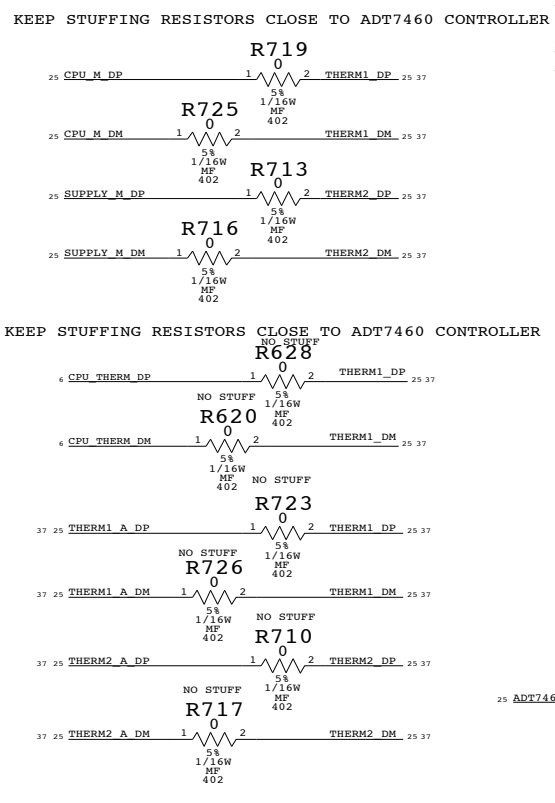 KEEP STUFFING RESISTORS CLOSE TO ADT7460 CONTROLLER
R719
0
25 CPU_M_DP 1 2 THERM1_DP 25 37
5%
1/16W
MF
402
R725
0
25 CPU_M_DM 1 2 THERM1_DM 25 37
5%
1/16W
MF
402
R713
0
25 SUPPLY_M_DP 1 2 THERM2_DP 25 37
5%
1/16W
MF
402
R716
0
25 SUPPLY_M_DM 1 2 THERM2_DM 25 37
5%
1/16W
MF
402
KEEP STUFFING RESISTORS CLOSE TO ADT7460 CONTROLLER
NO STUFF
R628
0
6 CPU_THERM_DP 1 2 THERM1_DP 25 37
5%
1/16W
MF
402
NO STUFF
R620
0
6 CPU_THERM_DM 1 2 THERM1_DM 25 37
5%
1/16W
MF
402
NO STUFF
R723
0
37 25 THERM1_A_DP 1 2 THERM1_DP 25 37
5%
1/16W
MF
402
NO STUFF
R726
0
37 25 THERM1_A_DM 1 2 THERM1_DM 25 37
5%
1/16W
MF
402
NO STUFF
R710
0
37 25 THERM2_A_DP 1 2 THERM2_DP 25 37
5%
1/16W
MF
402
25 ADT746
NO STUFF
R717
0
37 25 THERM2_A_DM 1 2 THERM2_DM 25 37
5%
1/16W
MF
402